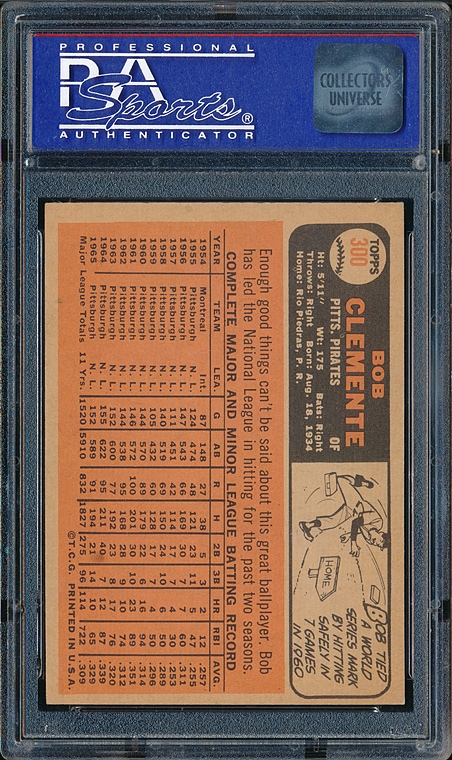 PROFESSIONAL
PSA
Sports®
AUTHENTICATOR
COLLECTORS
UNIVERSE
TOPPS
300
BOB
CLEMENTE
PITTS. PIRATES OF
Ht: 5'11" Wt: 175 Bats: Right
Throws: Right Born: Aug. 18, 1934
Home: Rio Piedras, P. R.
HOME
BOB TIED
A WORLD
SERIES MARK
BY HITTING
SAFELY IN
7 GAMES
IN 1960
Enough good things can't be said about this great ballplayer. Bob
has led the National League in hitting for the past two seasons.
COMPLETE MAJOR AND MINOR LEAGUE BATTING RECORD
YEAR TEAM LEA. G AB R H 2B 3B HR RBI AVG.
1954 Montreal Int. 87 148 27 38 5 3 2 12 .257
1955 Pittsburgh N. L. 124 474 48 121 23 11 5 47 .255
1956 Pittsburgh N. L. 147 543 66 169 30 7 7 60 .311
1957 Pittsburgh N. L. 111 451 42 114 17 7 4 30 .253
1958 Pittsburgh N. L. 140 519 69 150 24 10 6 50 .289
1959 Pittsburgh N. L. 105 432 60 128 17 7 4 50 .296
1960 Pittsburgh N. L. 144 570 89 179 22 6 16 94 .314
1961 Pittsburgh N. L. 146 572 100 201 30 10 23 89 .351
1962 Pittsburgh N. L. 144 538 95 168 28 9 10 74 .312
1963 Pittsburgh N. L. 152 600 77 192 23 8 17 76 .320
1964 Pittsburgh N. L. 155 622 95 211 40 7 12 87 .339
1965 Pittsburgh N. L. 152 589 91 194 21 14 10 65 .329
Major League Totals 11 Yrs. 1520 5910 832 1827 275 96 114 722 .309
©T.C.G. PRINTED IN U.S.A.